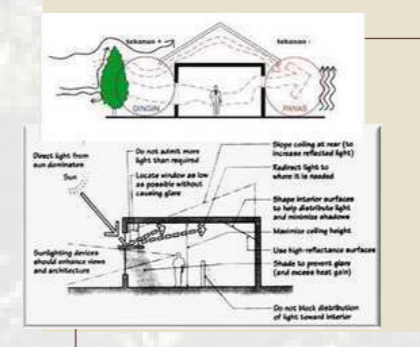 tekanan +
tekanan -
DINGIN
PANAS
Direct light from
sun dominates
Sun
Do not admit more
light than required
Locate window as low
as possible without
causing glare
Slope ceiling at rear (to
increase reflected light)
Redirect light to
where it is needed
Shape interior surfaces
to help distribute light
and minimize shadows
Maximize ceiling height
Use high-reflectance surfaces
Shade to prevent glare
(and excess heat gain)
Sunlighting devices
should enhance views
and architecture
Do not block distribution
of light toward interior